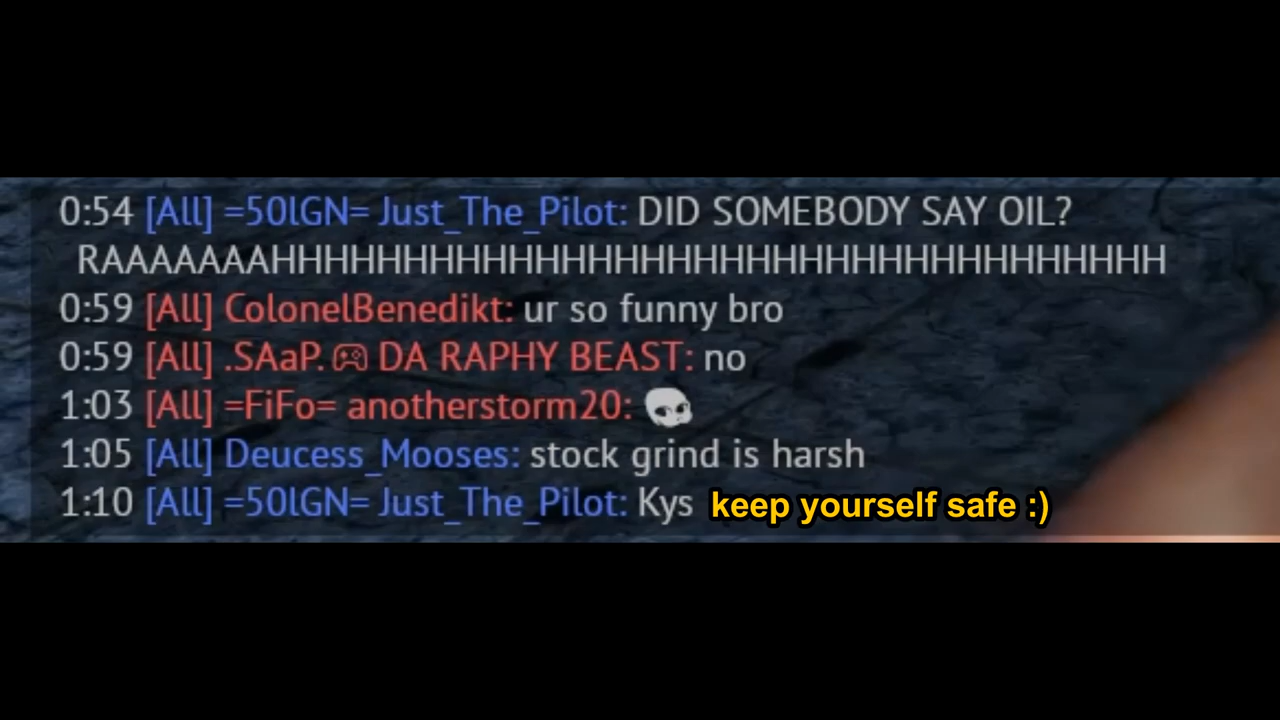 0:54 [All] =50lGN= Just_The_Pilot: DID SOMEBODY SAY OIL?
RAAAAAAAHHHHHHHHHHHHHHHHHHHHHHHHHHHHHHHHHH
0:59 [All] ColonelBenedikt: ur so funny bro
0:59 [All] .SAaP.🎮 DA RAPHY BEAST: no
1:03 [All] =FiFo= anotherstorm20: 💀
1:05 [All] Deucess_Mooses: stock grind is harsh
1:10 [All] =50lGN= Just_The_Pilot: Kys keep yourself safe :)